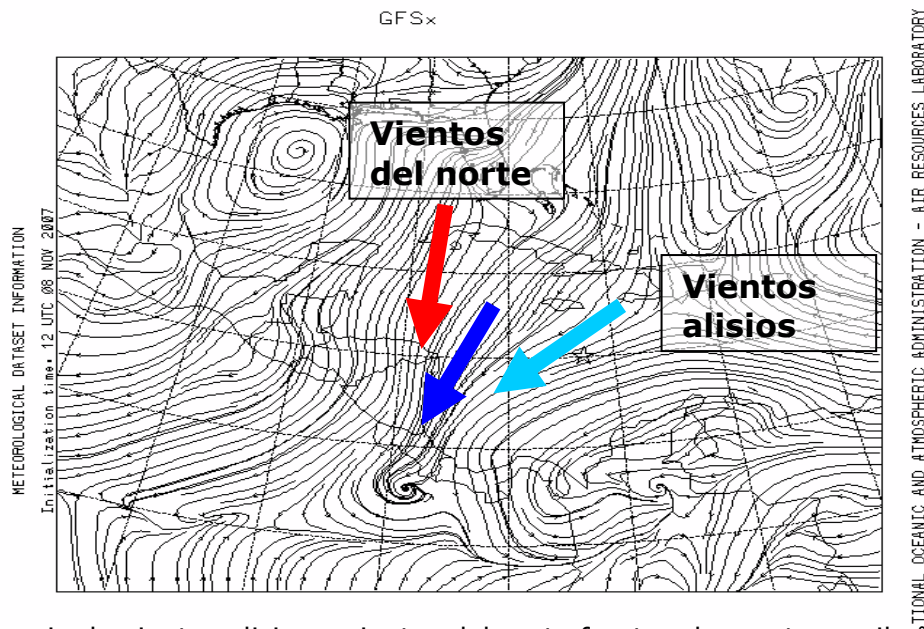 GFSx
Vientos
del norte
Vientos
alisios
METEOROLOGICAL DATASET INFORMATION
Initialization time: 12 UTC 08 NOV 2007
OCEANIC AND ATMOSPHERIC ADMINISTRATION - AIR RESOURCES LABORATORY